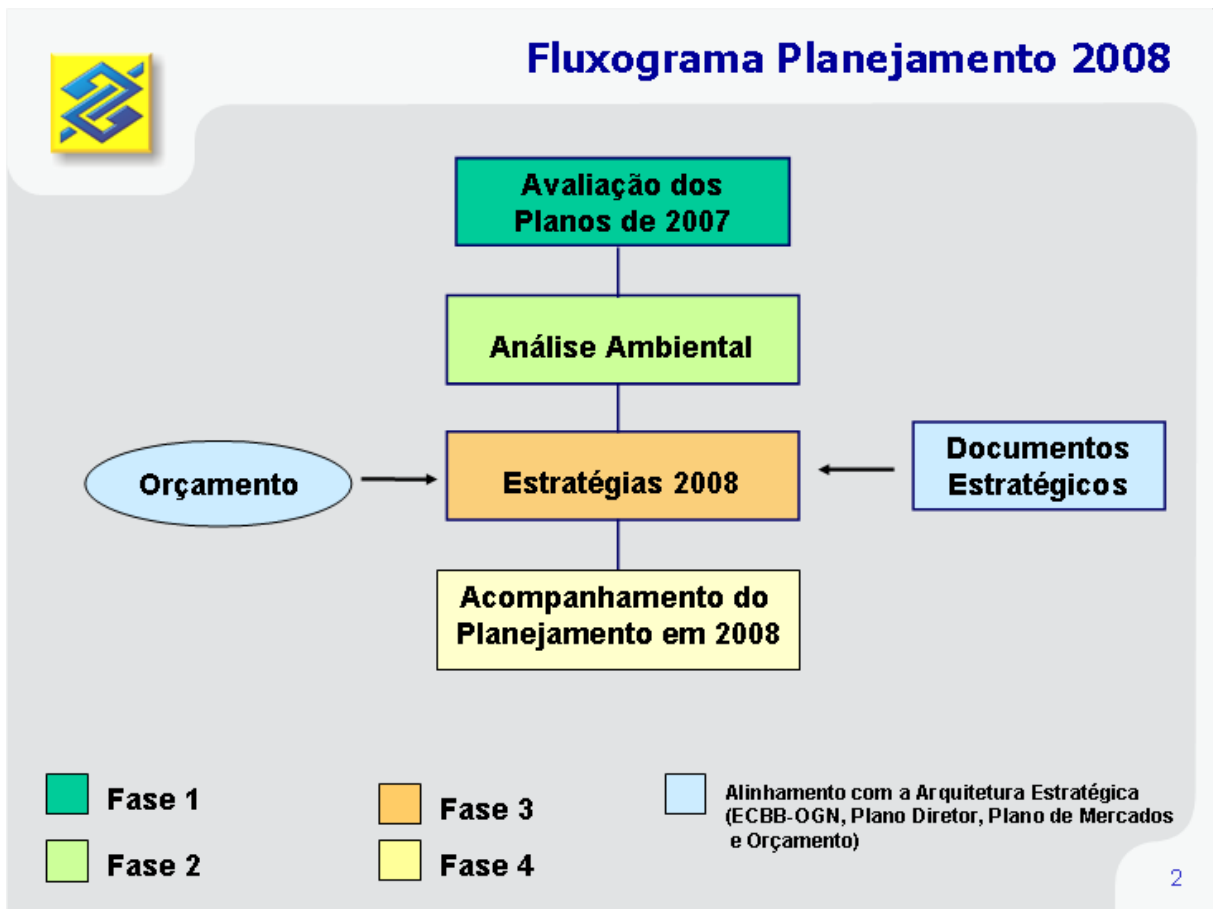 Fluxograma Planejamento 2008
Avaliação dos
Planos de 2007
Análise Ambiental
Orçamento
Estratégias 2008
Documentos
Estratégicos
Acompanhamento do
Planejamento em 2008
Fase 1
Fase 2
Fase 3
Fase 4
Alinhamento com a Arquitetura Estratégica
(ECBB-OGN, Plano Diretor, Plano de Mercados
e Orçamento)
2